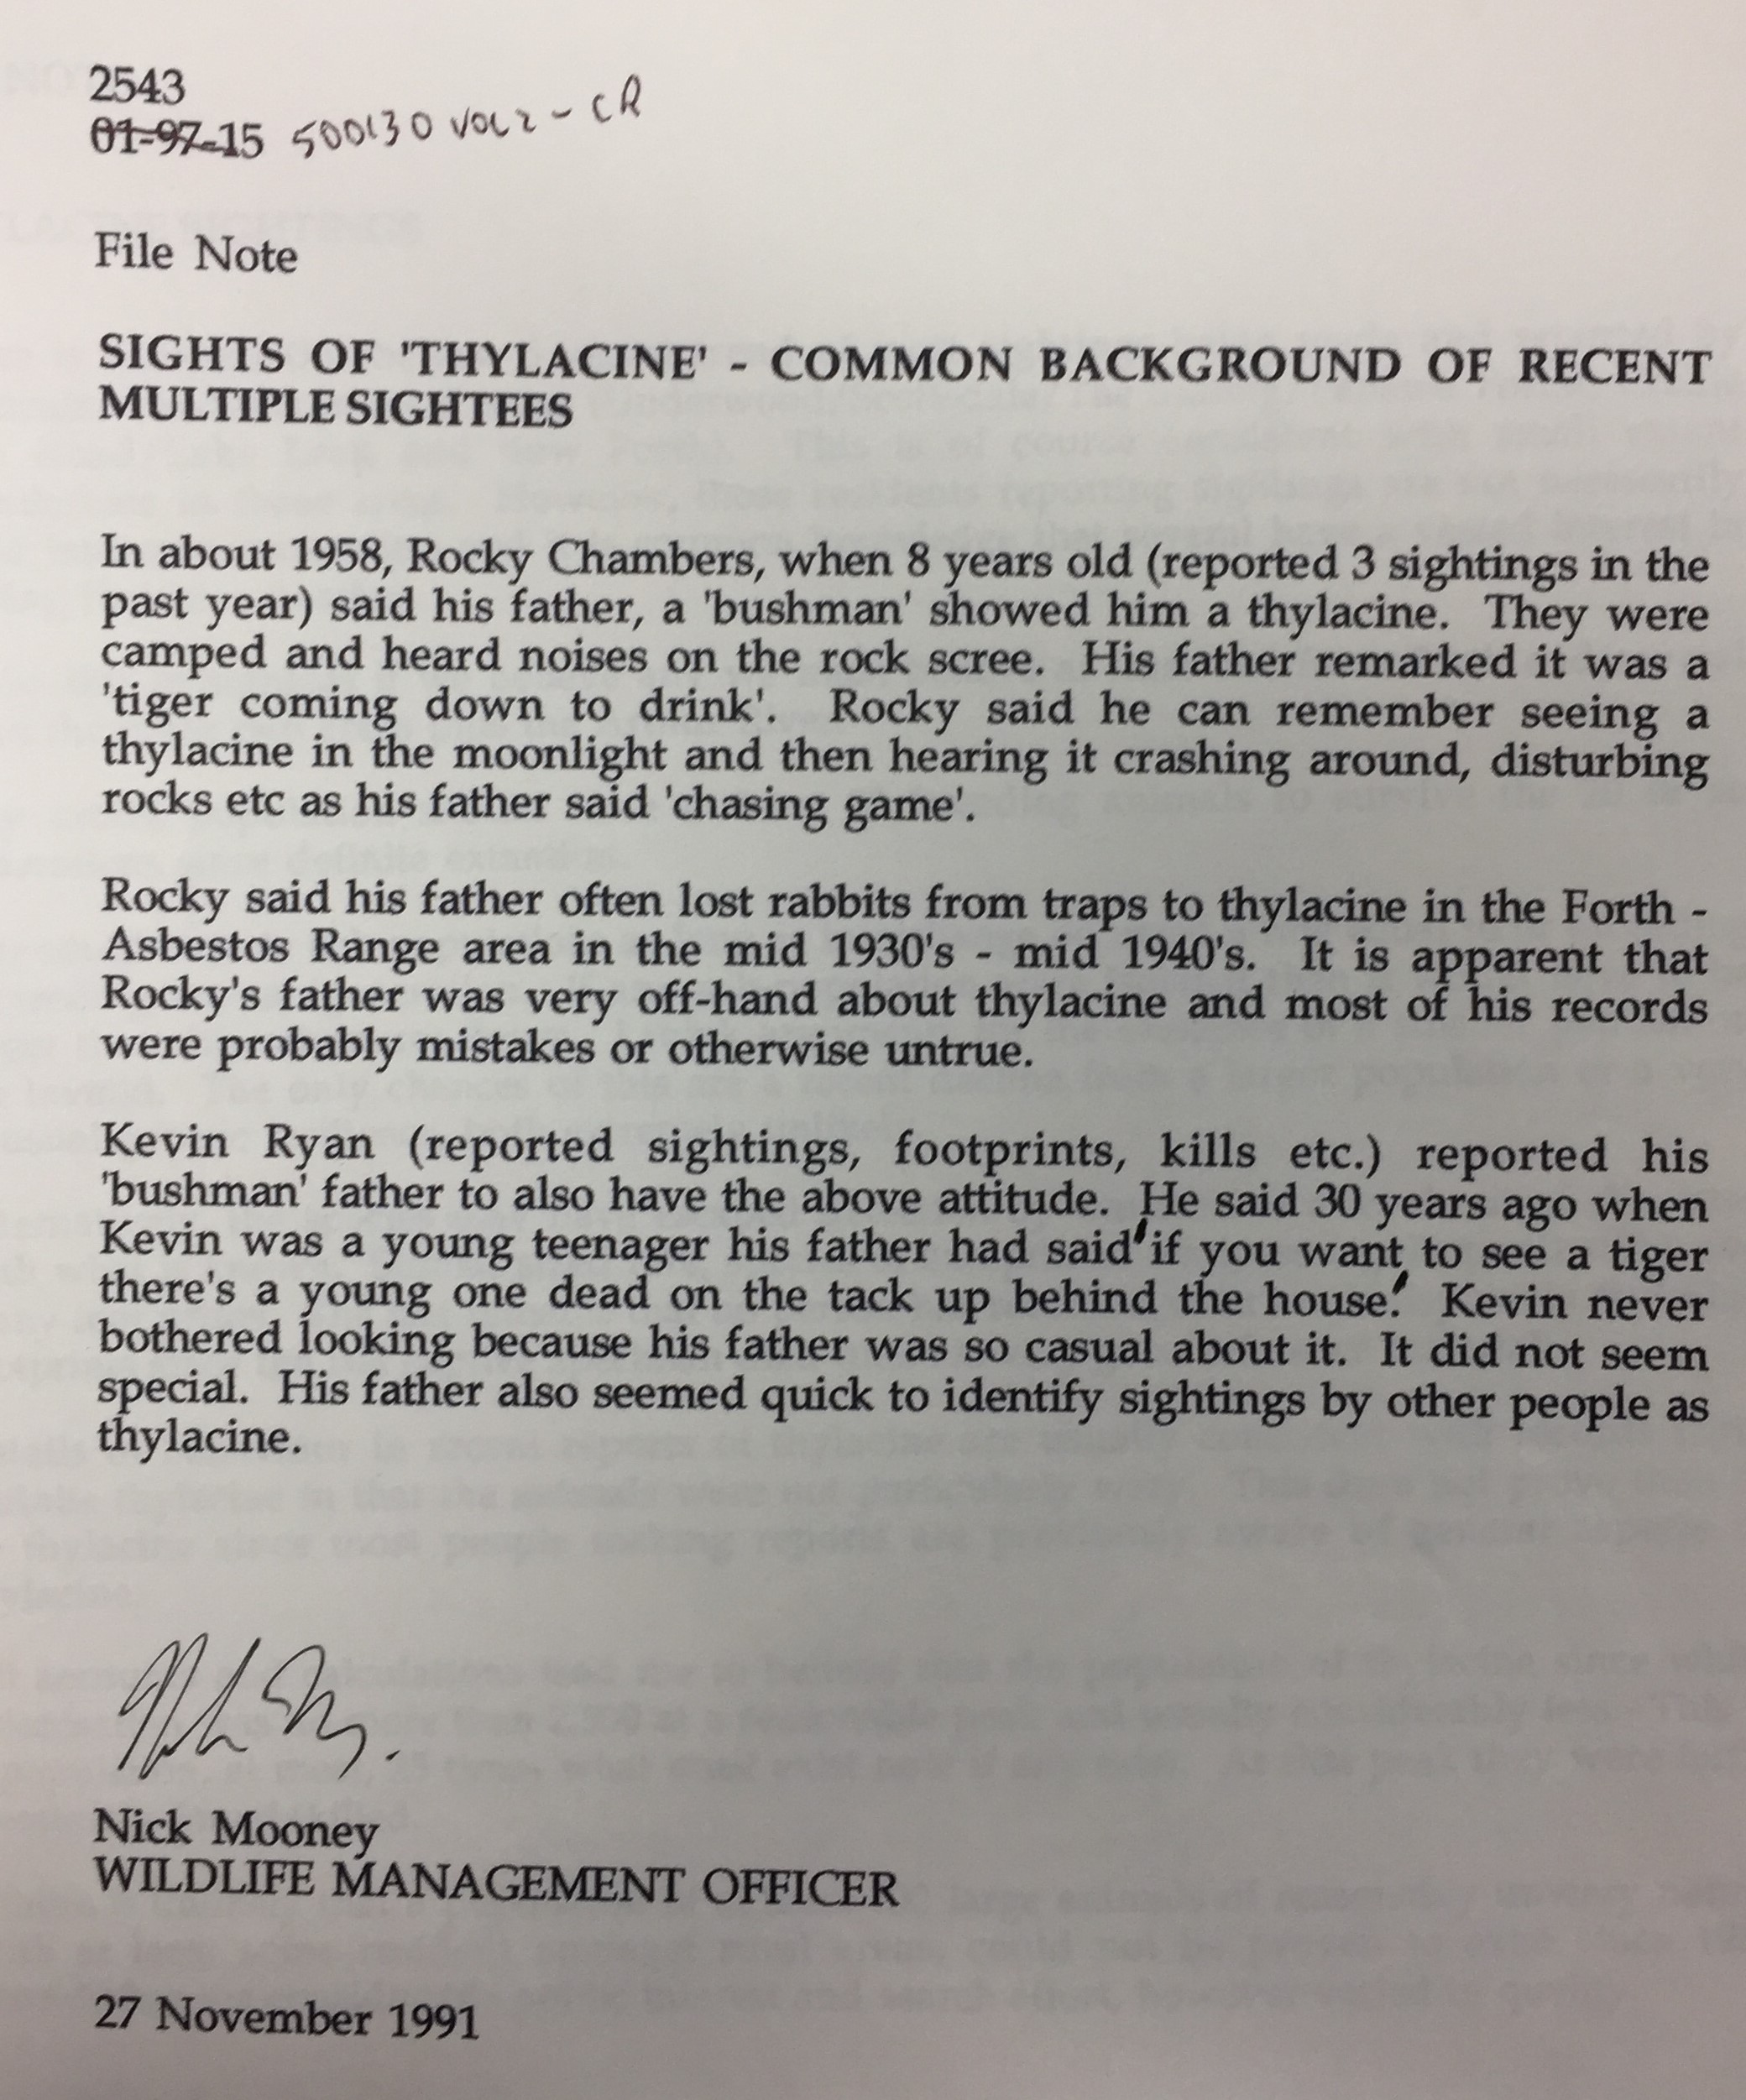 2543
01-97-15 500130 VOL 2 - CR
File Note
SIGHTS OF 'THYLACINE' - COMMON BACKGROUND OF RECENT
MULTIPLE SIGHTEES
In about 1958, Rocky Chambers, when 8 years old (reported 3 sightings in the
past year) said his father, a 'bushman' showed him a thylacine. They were
camped and heard noises on the rock scree. His father remarked it was a
'tiger coming down to drink'. Rocky said he can remember seeing a
thylacine in the moonlight and then hearing it crashing around, disturbing
rocks etc as his father said 'chasing game'.
Rocky said his father often lost rabbits from traps to thylacine in the Forth -
Asbestos Range area in the mid 1930's - mid 1940's. It is apparent that
Rocky's father was very off-hand about thylacine and most of his records
were probably mistakes or otherwise untrue.
Kevin Ryan (reported sightings, footprints, kills etc.) reported his
'bushman' father to also have the above attitude. He said 30 years ago when
Kevin was a young teenager his father had said 'if you want to see a tiger
there's a young one dead on the tack up behind the house.' Kevin never
bothered looking because his father was so casual about it. It did not seem
special. His father also seemed quick to identify sightings by other people as
thylacine.
Nick Mooney
WILDLIFE MANAGEMENT OFFICER
27 November 1991